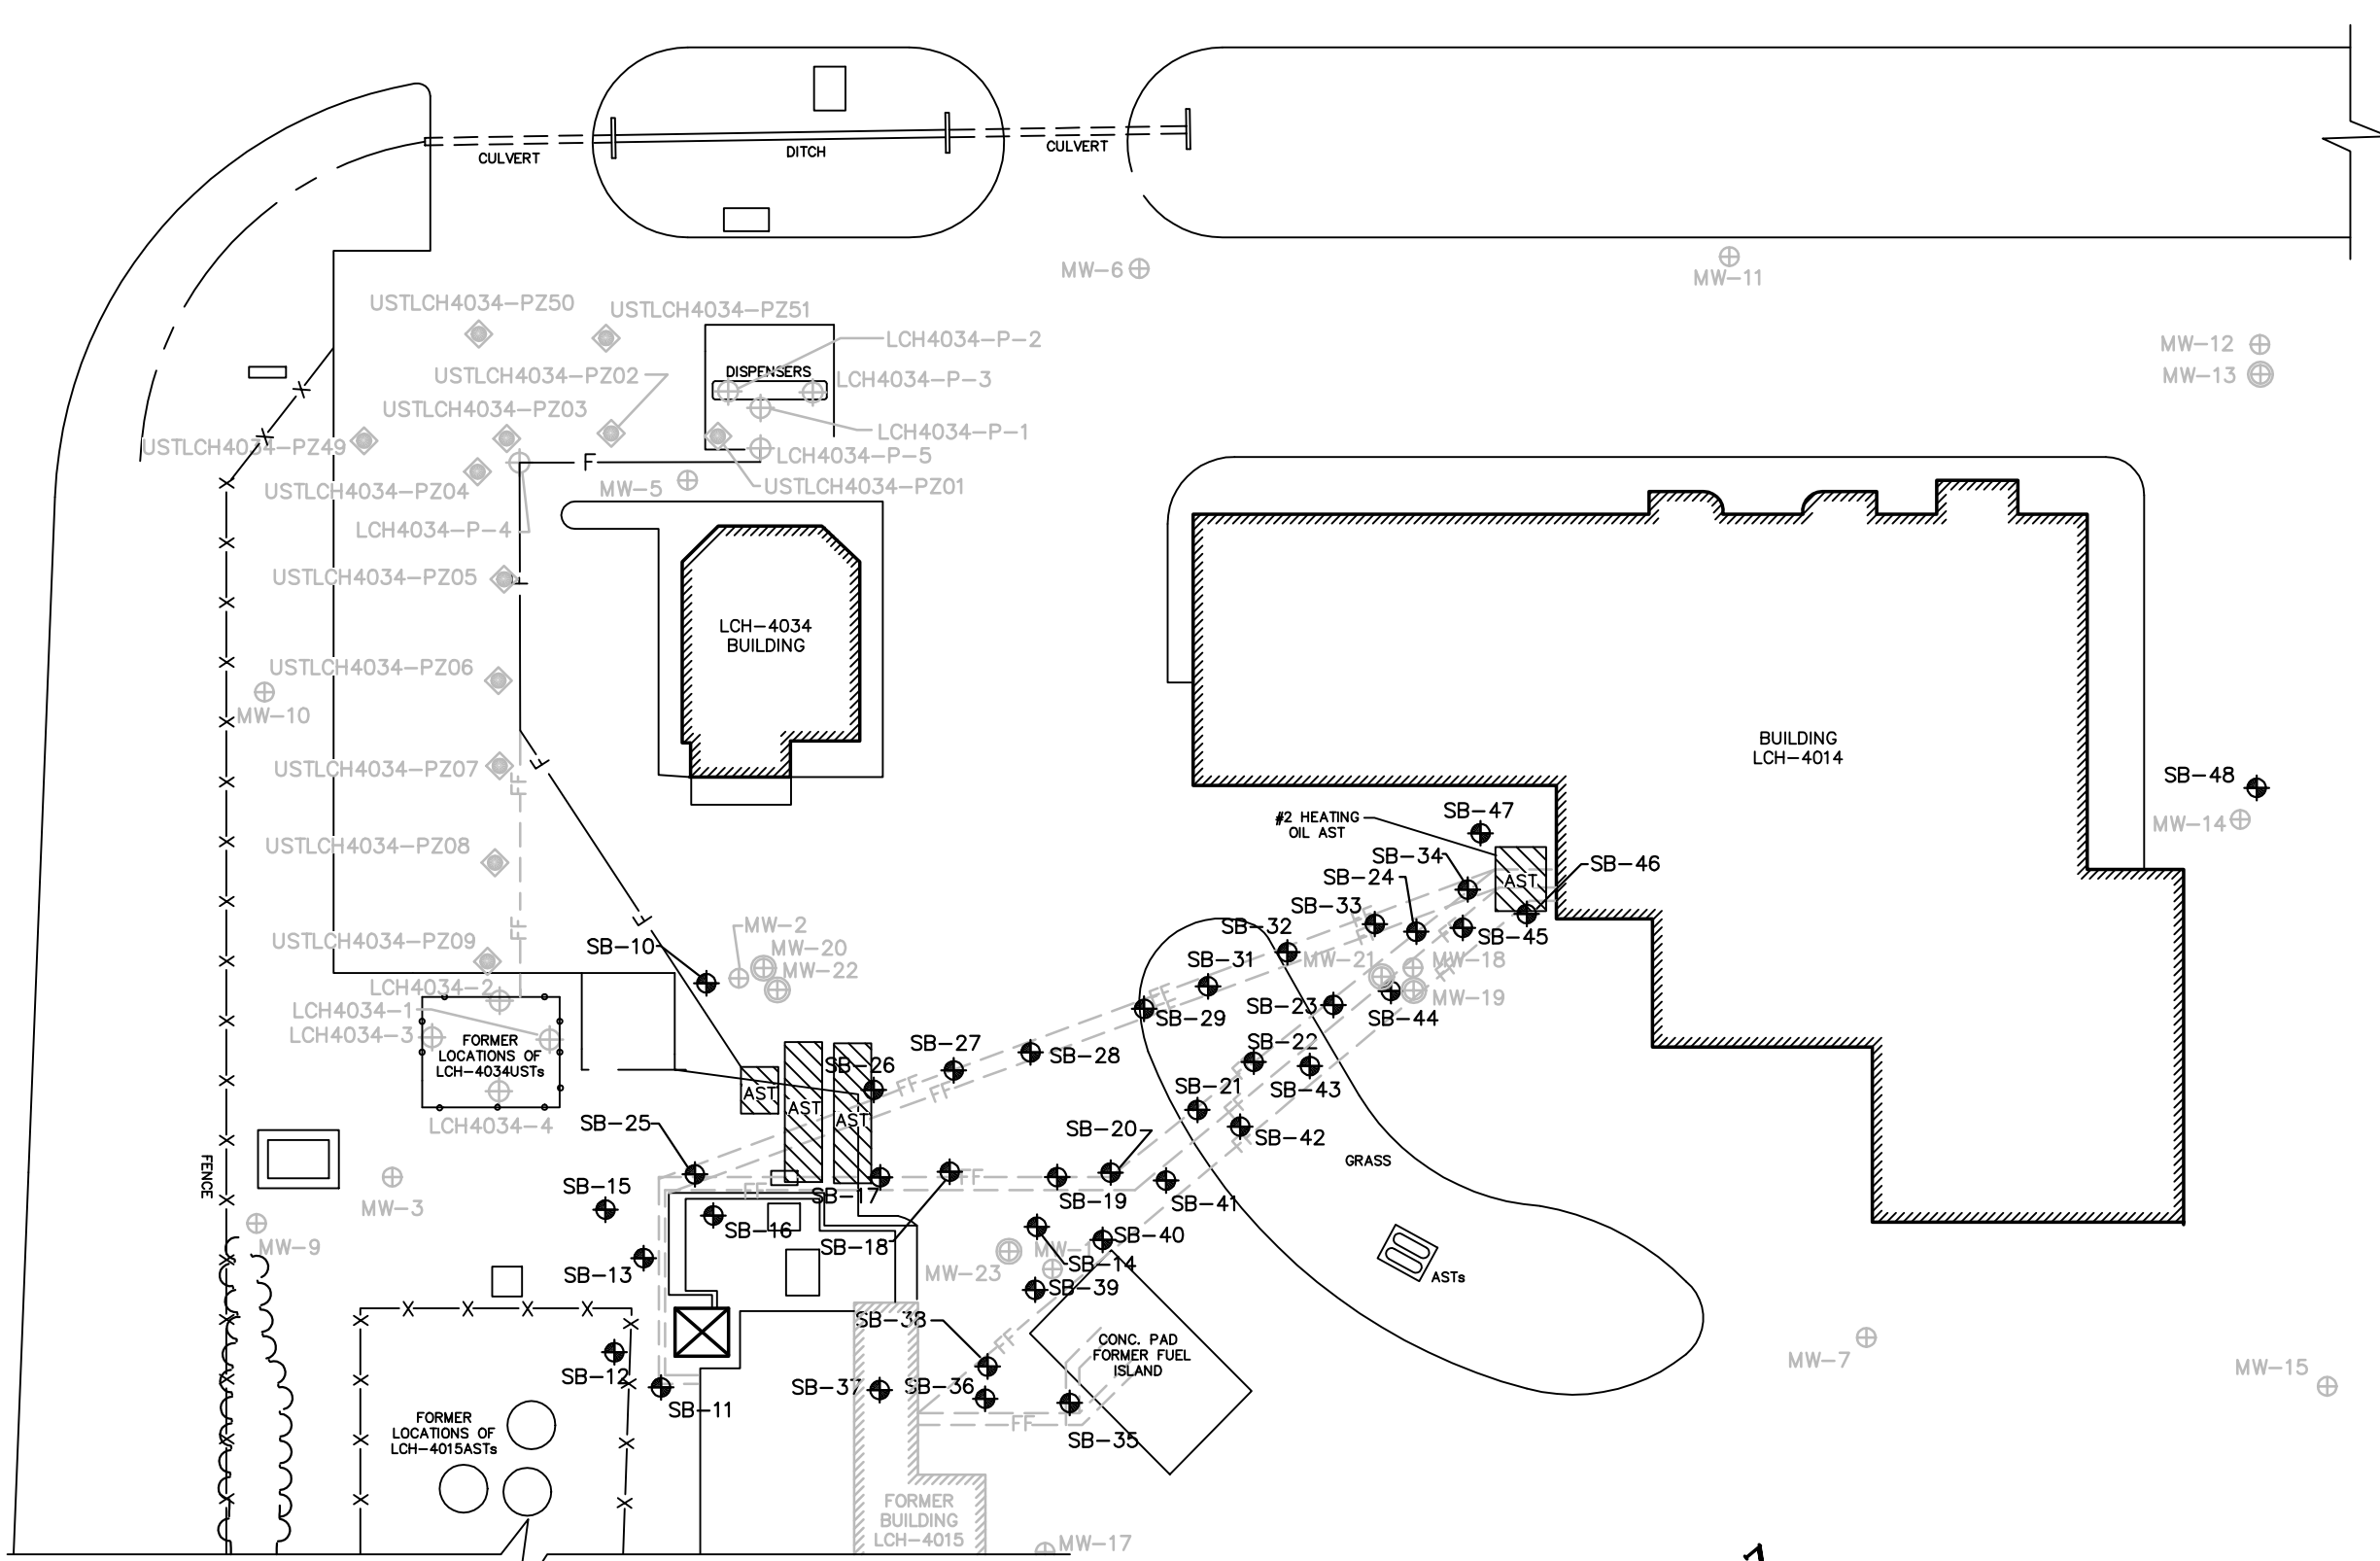 CULVERT
DITCH
CULVERT
MW-6
MW-11
USTLCH4034-PZ50
USTLCH4034-PZ51
LCH4034-P-2
MW-12
DISPENSERS
USTLCH4034-PZ02
LCH4034-P-3
MW-13
USTLCH4034-PZ03
LCH4034-P-1
USTLCH4034-PZ49
LCH4034-P-5
F
USTLCH4034-PZ04
MW-5
USTLCH4034-PZ01
LCH4034-P-4
USTLCH4034-PZ05
F
LCH-4034
BUILDING
USTLCH4034-PZ06
MW-10
BUILDING
LCH-4014
USTLCH4034-PZ07
F
FF
SB-48
SB-47
#2 HEATING
OIL AST
MW-14
USTLCH4034-PZ08
SB-34
SB-46
SB-24
AST
SB-33
F
FF
MW-2
SB-32
USTLCH4034-PZ09
SB-10
MW-20
SB-45
MW-22
SB-31
MW-21
MW-18
LCH4034-2
MW-19
LCH4034-1
SB-23
SB-29
SB-44
LCH4034-3
FORMER
LOCATIONS OF
LCH-4034USTs
SB-27
SB-22
SB-28
SB-26
FF
FF
SB-43
AST
AST
AST
SB-21
LCH4034-4
SB-25
SB-20
SB-42
GRASS
FENCE
SB-15
FF
FF
SB-17
SB-19
SB-41
MW-3
SB-16
MW-9
SB-18
SB-40
MW-1
SB-14
SB-13
MW-23
ASTs
SB-39
SB-38
FF
CONC. PAD
FORMER FUEL
ISLAND
MW-7
MW-15
SB-12
SB-37
SB-36
SB-11
FF
FORMER
LOCATIONS OF
LCH-4015ASTs
SB-35
FORMER
BUILDING
LCH-4015
MW-17